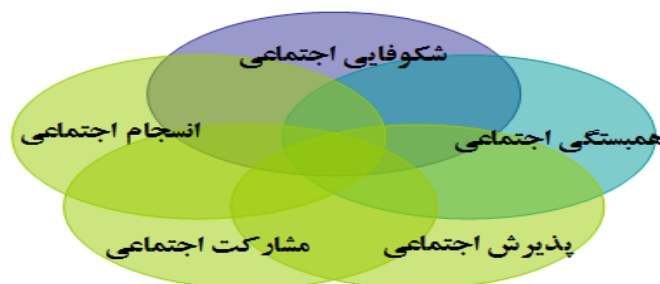 شکوفایی اجتماعی
انسجام اجتماعی
همبستگی اجتماعی
مشارکت اجتماعی
پذیرش اجتماعی